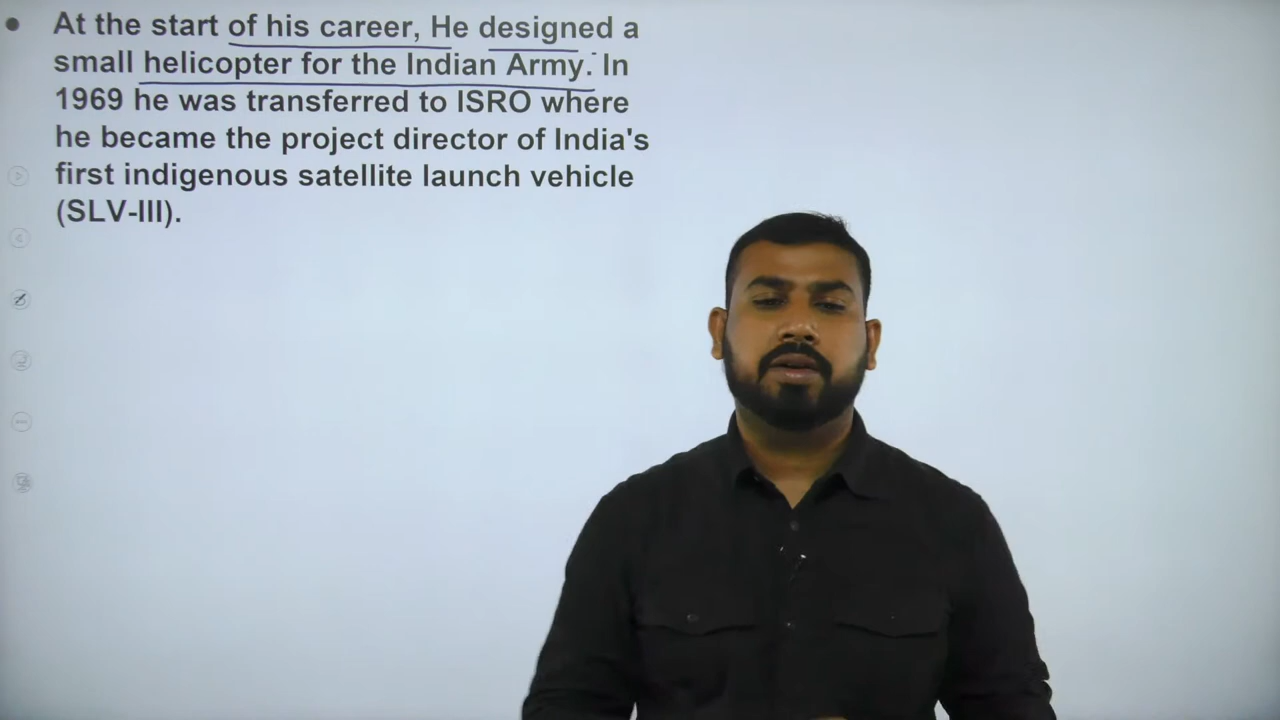 At the start of his career, He designed a
small helicopter for the Indian Army. In
1969 he was transferred to ISRO where
he became the project director of India's
first indigenous satellite launch vehicle
(SLV-III).